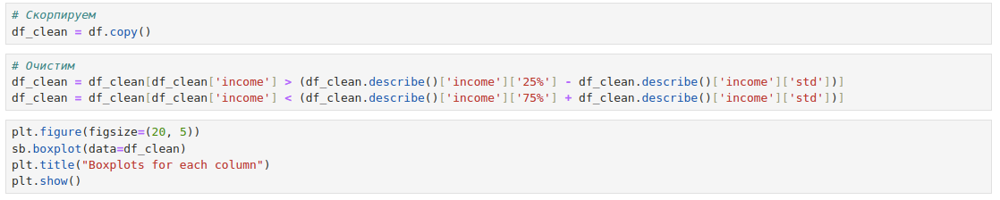 # Скорпируем
df_clean = df.copy()
# Очистим
df_clean = df_clean[df_clean['income'] > (df_clean.describe()['income']['25%'] - df_clean.describe()['income']['std'])]
df_clean = df_clean[df_clean['income'] < (df_clean.describe()['income']['75%'] + df_clean.describe()['income']['std'])]
plt.figure(figsize=(20, 5))
sb.boxplot(data=df_clean)
plt.title("Boxplots for each column")
plt.show()